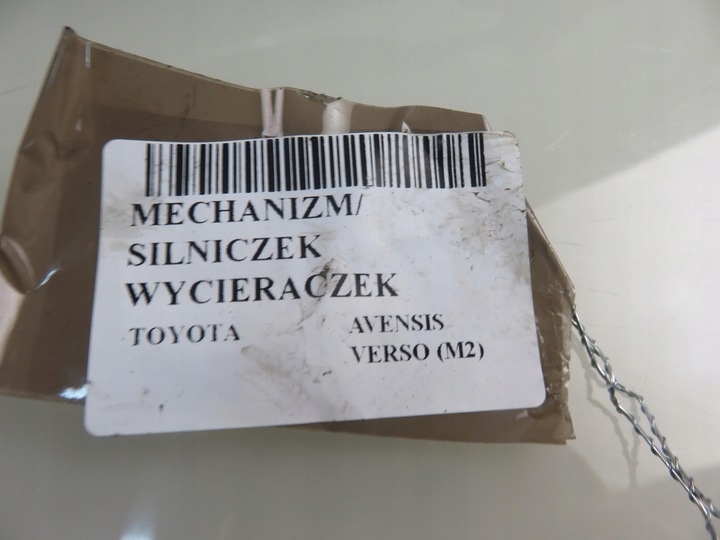 MECHANIZM/
SILNICZEK
WYCIERACZEK
TOYOTA AVENSIS
VERSO (M2)